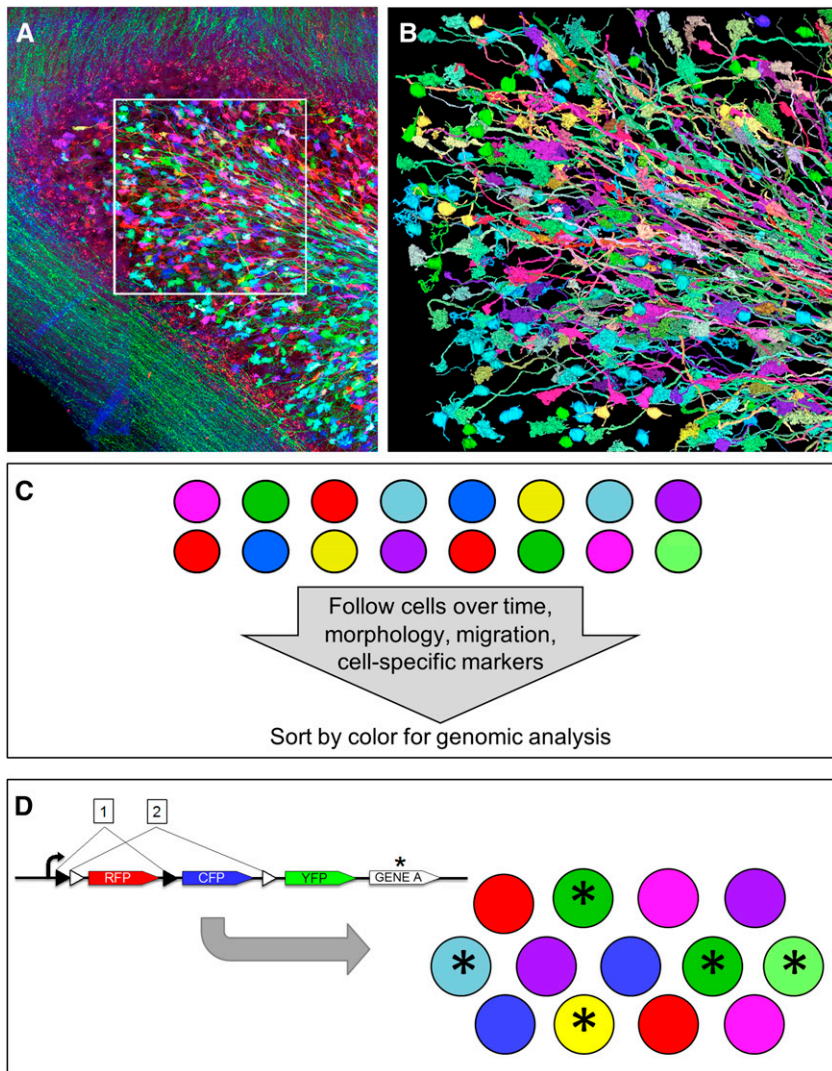 A
B
C
Follow cells over time,
morphology, migration,
cell-specific markers
Sort by color for genomic analysis
D
1
2
*
RFP
CFP
YFP
GENE A
*
*
*
*
*